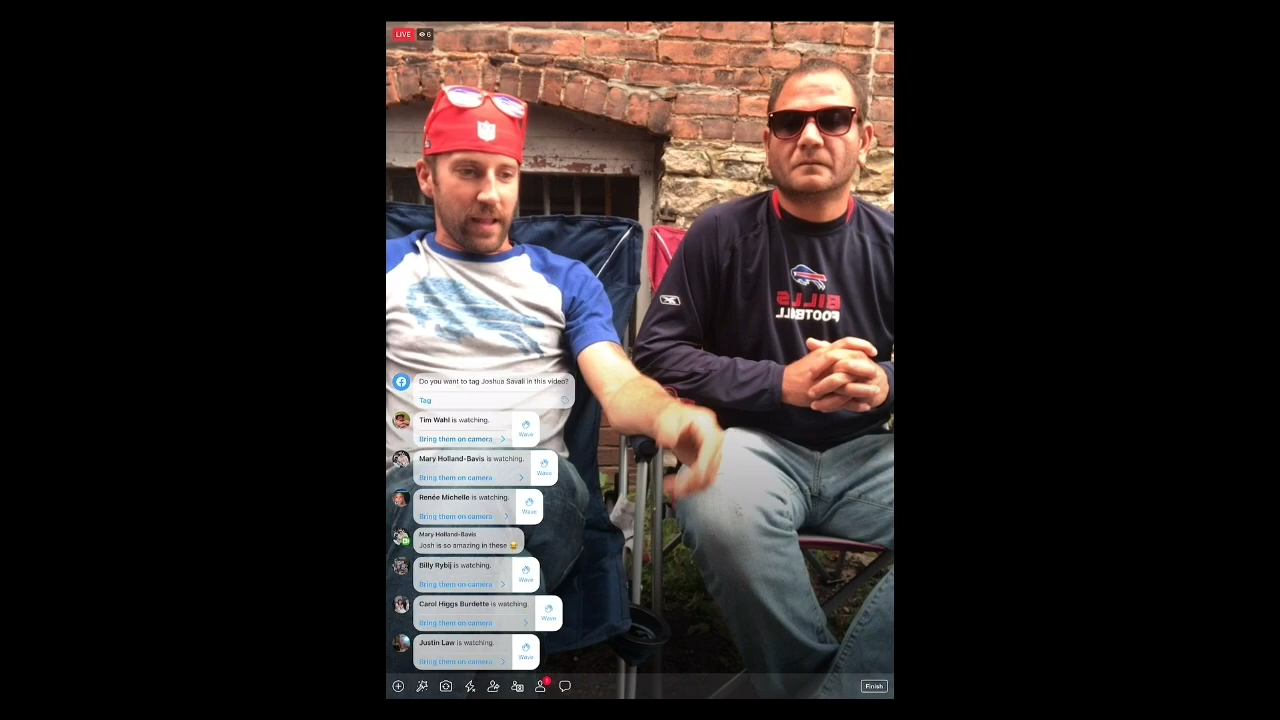 LIVE 6
BILLS
FOOTBALL
Do you want to tag Joshua Savali in this video?
Tag
Tim Wahl is watching.
Bring them on camera
Wave
Mary Holland-Bavis is watching.
Bring them on camera
Wave
Renée Michelle is watching.
Bring them on camera
Wave
Mary Holland-Bavis
Josh is so amazing in these 😂
Billy Rybij is watching.
Bring them on camera
Wave
Carol Higgs Burdette is watching.
Bring them on camera
Wave
Justin Law is watching.
Bring them on camera
Wave
Finish